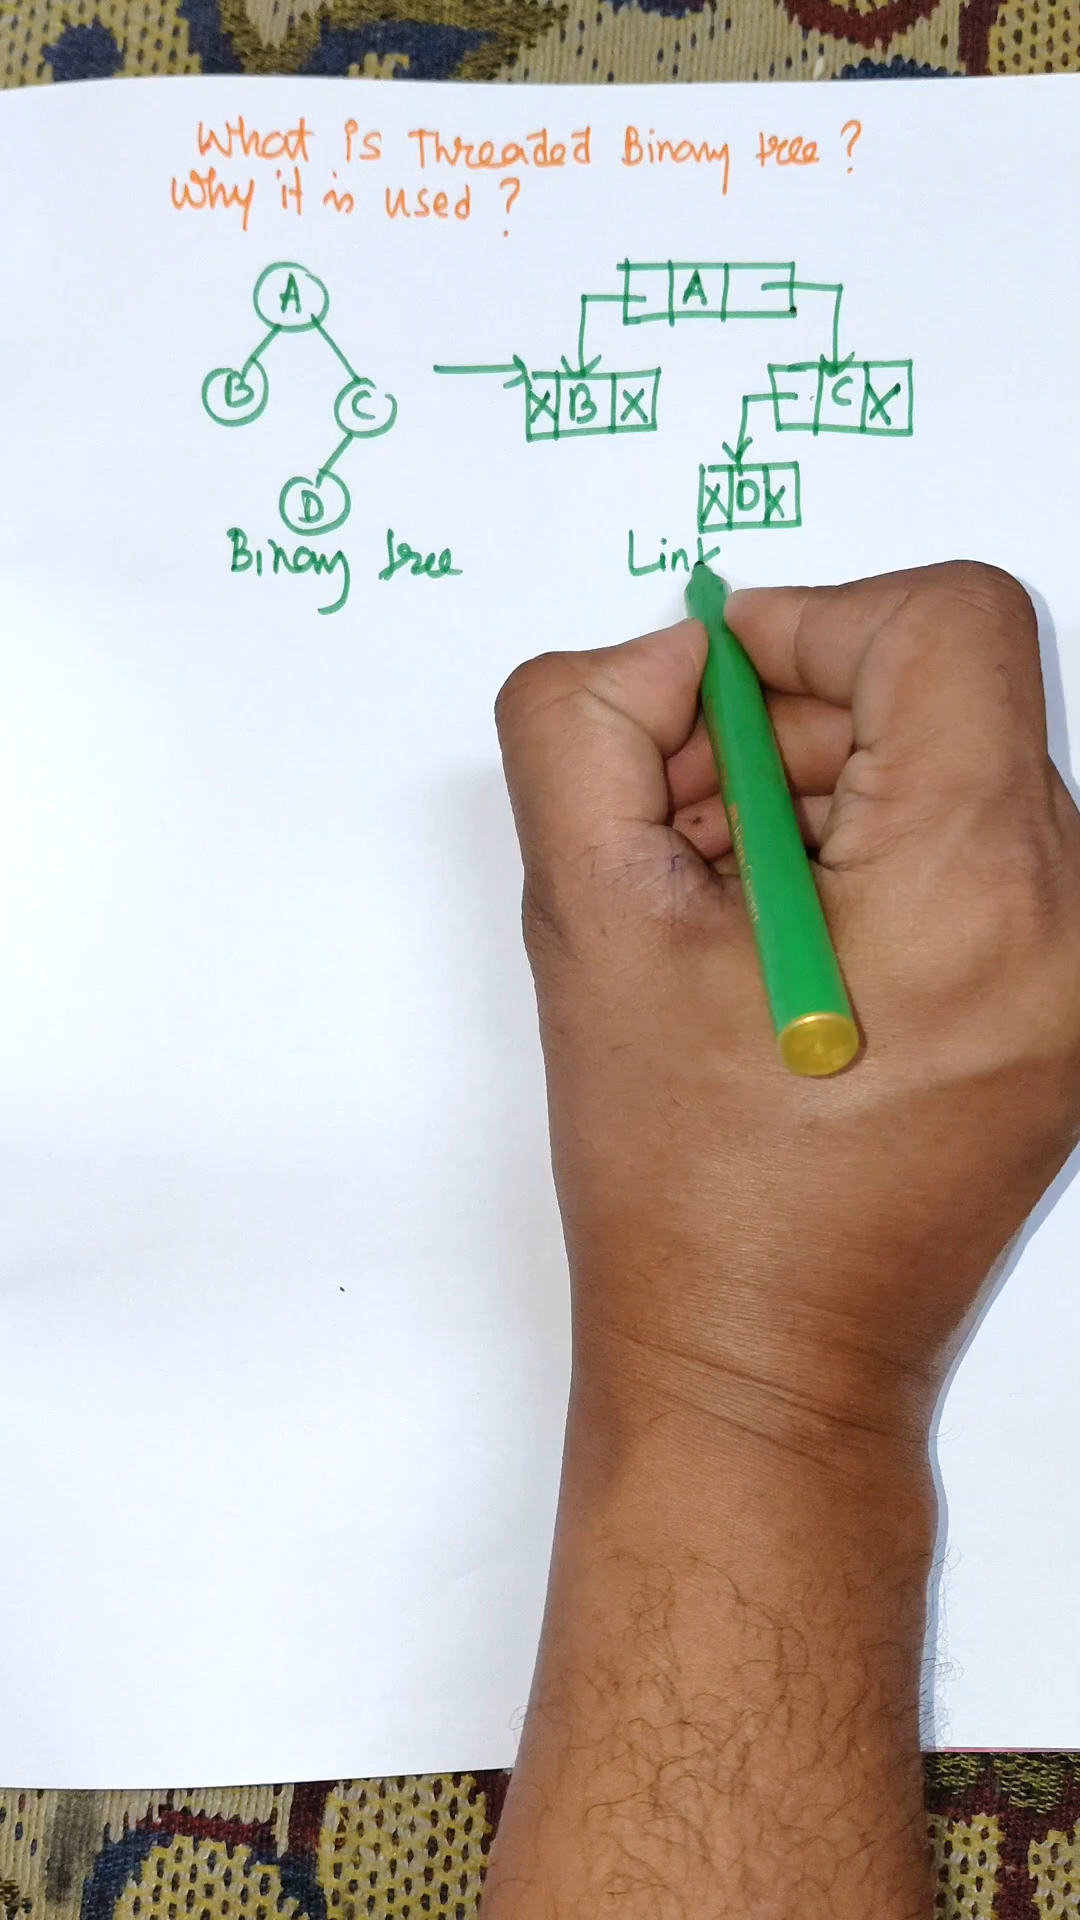 What is Threaded Binary tree?
Why it is used?
A
B
C
D
A
X B X
C X
X D X
Binary tree
Link